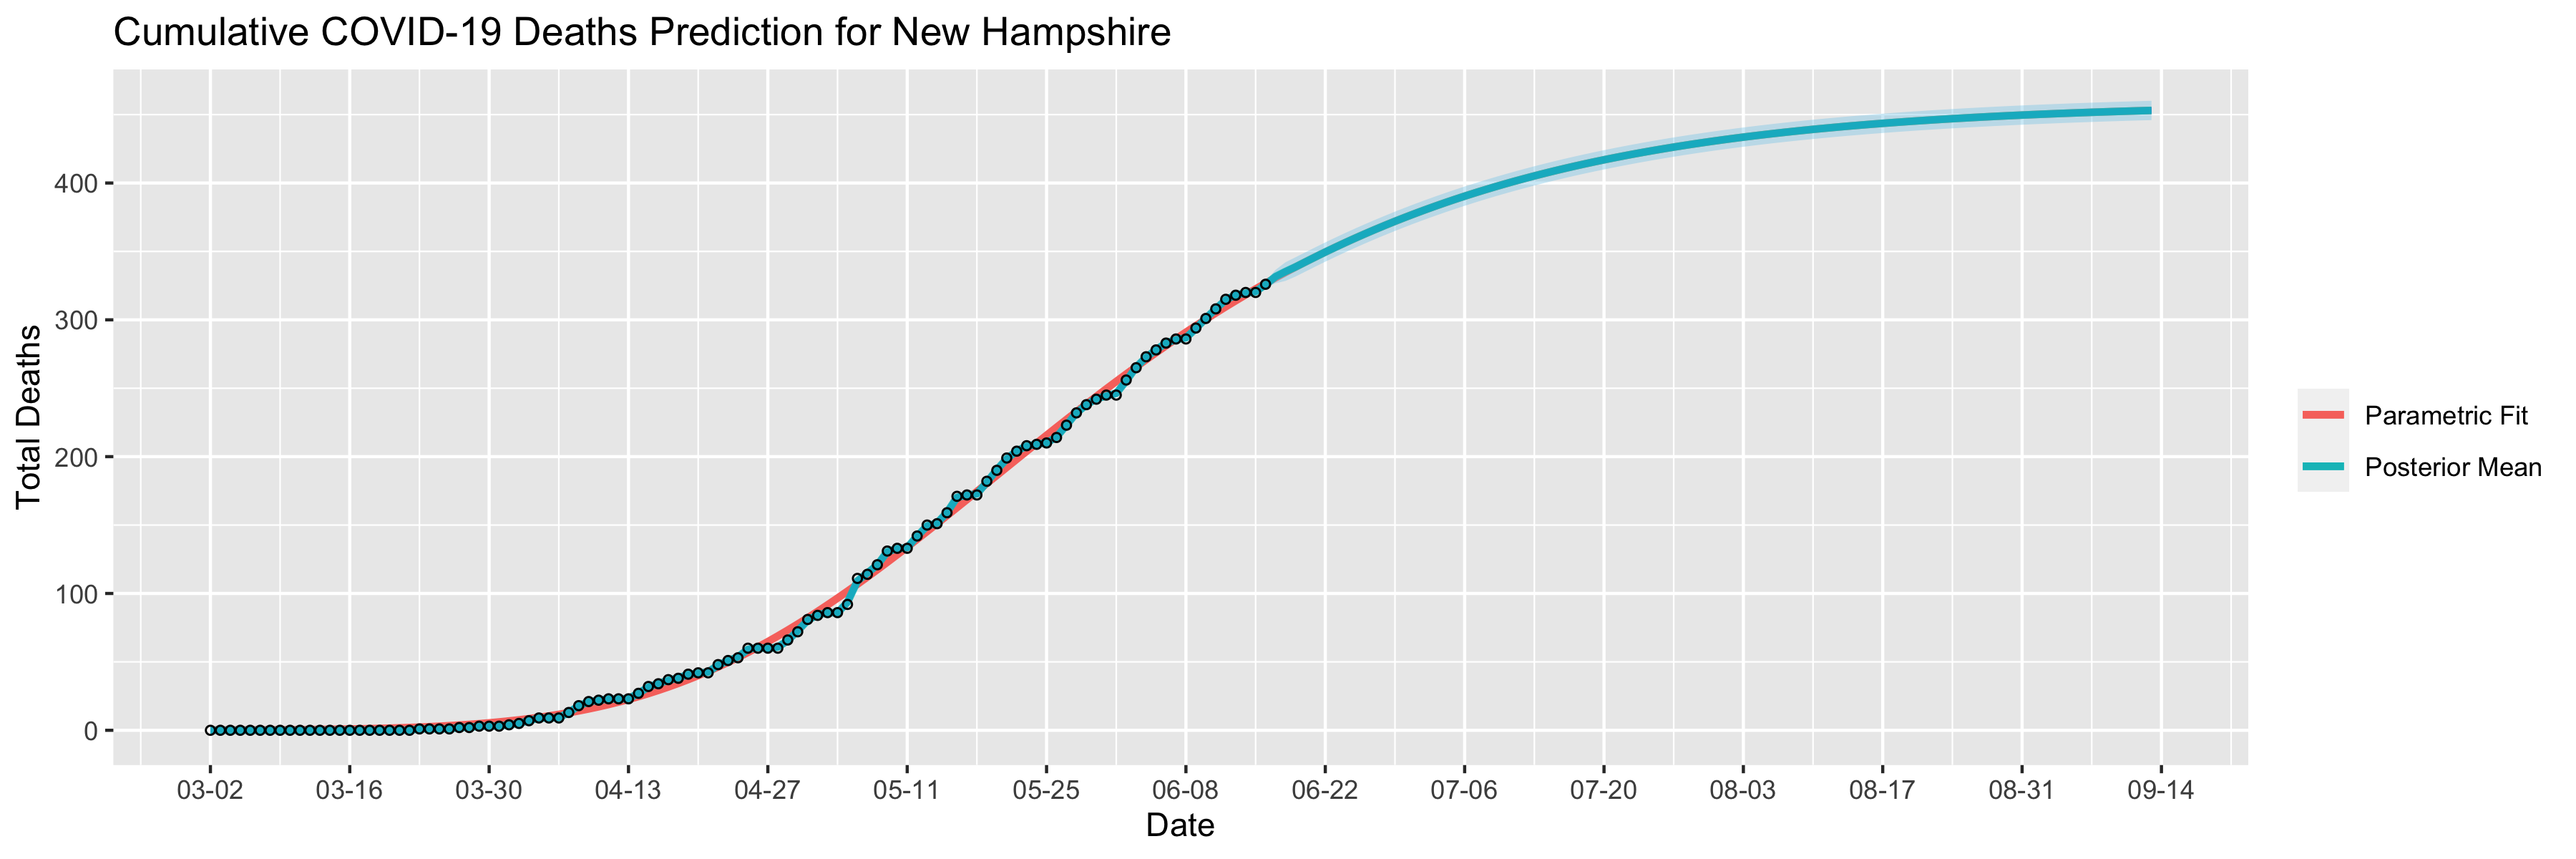 Cumulative COVID-19 Deaths Prediction for New Hampshire
Total Deaths
400
300
200
100
0
03-02 03-16 03-30 04-13 04-27 05-11 05-25 06-08 06-22 07-06 07-20 08-03 08-17 08-31 09-14
Date
Parametric Fit
Posterior Mean